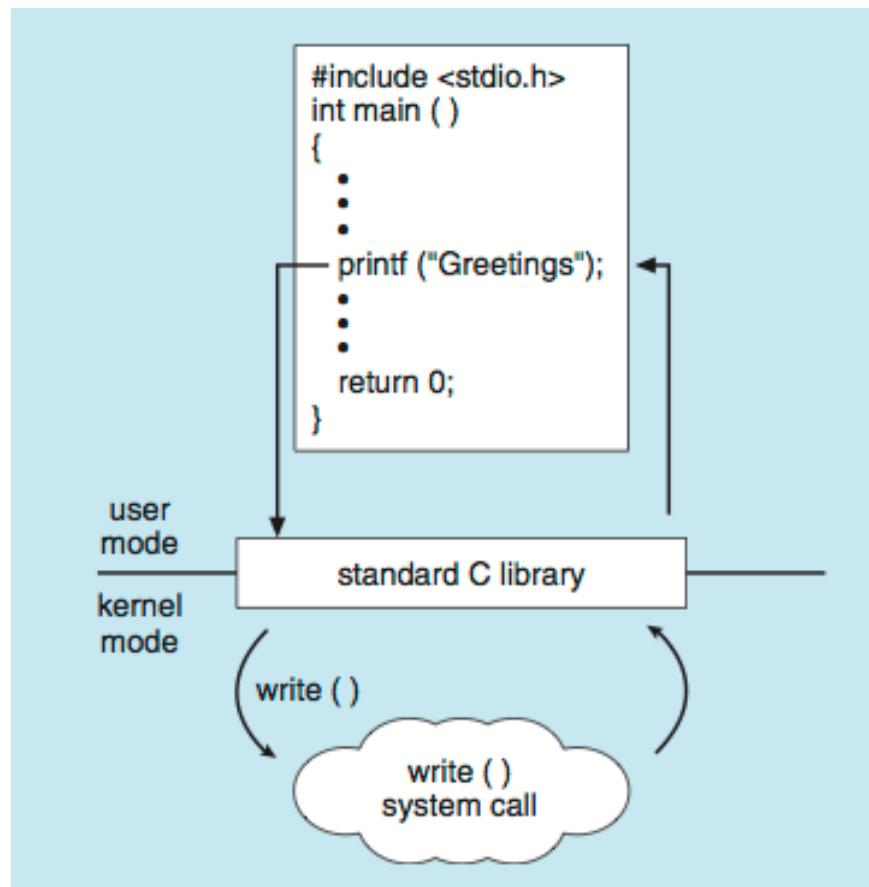 #include <stdio.h>
int main ( )
{
•
•
•
printf ("Greetings");
•
•
•
return 0;
}
user
mode
standard C library
kernel
mode
write ( )
write ( )
system call